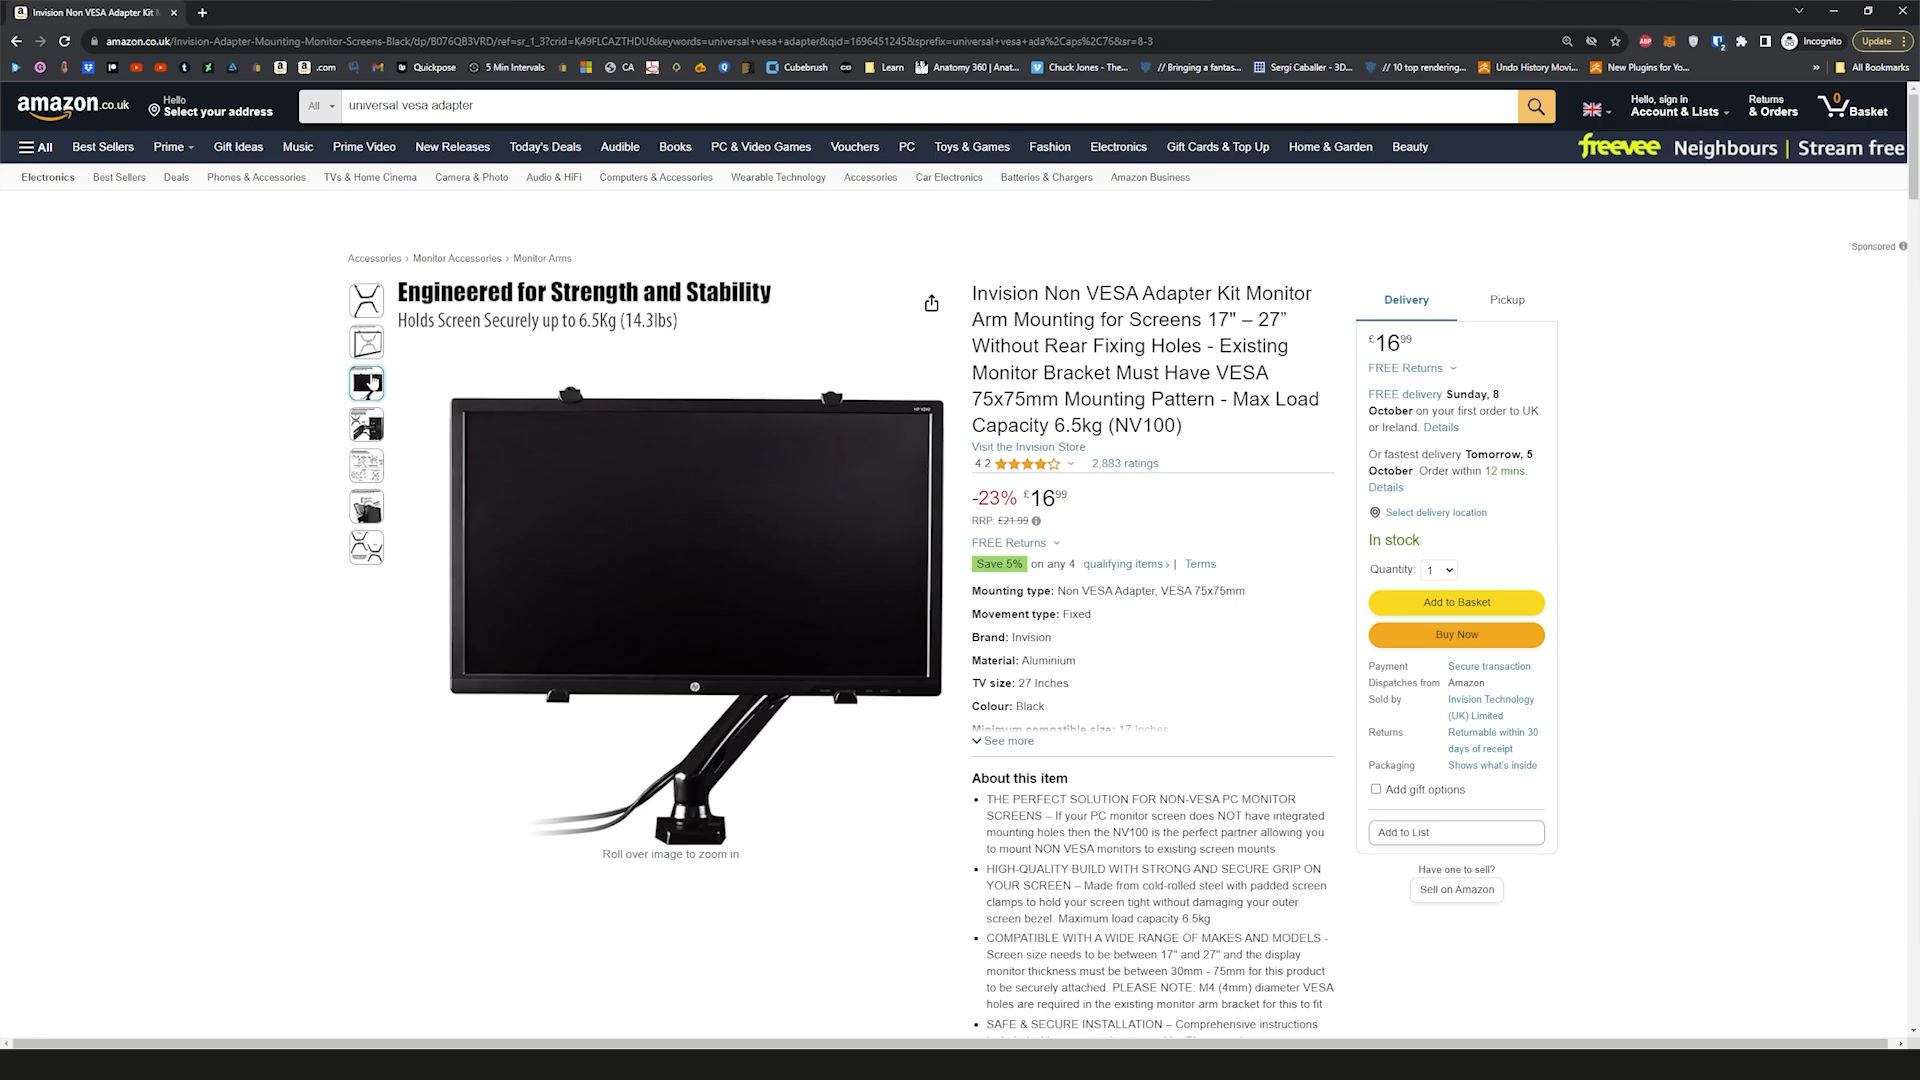 Invision Non VESA Adapter Kit M
amazon.co.uk/Invision-Adapter-Mounting-Monitor-Screens-Black/dp/B076QB3VRD/ref=sr_1_3?crid=K49FLCAZTHDU&keywords=universal+vesa+adapter&qid=1696451245&sprefix=universal+vesa+ada%2Caps%2C76&sr=8-3
Incognito
Update
.com
Quickpose
5 Min Intervals
CA
Cubebrush
Learn
Anatomy 360 | Anat...
Chuck Jones - The...
// Bringing a fantas...
Sergi Caballer - 3D...
// 10 top rendering...
Undo History Movi...
New Plugins for Yo...
»
All Bookmarks
amazon.co.uk
Hello
Select your address
All
universal vesa adapter
Hello, sign in
Account & Lists
Returns
& Orders
0
Basket
All
Best Sellers
Prime
Gift Ideas
Music
Prime Video
New Releases
Today's Deals
Audible
Books
PC & Video Games
Vouchers
PC
Toys & Games
Fashion
Electronics
Gift Cards & Top Up
Home & Garden
Beauty
freevee Neighbours | Stream free
Electronics
Best Sellers
Deals
Phones & Accessories
TVs & Home Cinema
Camera & Photo
Audio & HiFi
Computers & Accessories
Wearable Technology
Accessories
Car Electronics
Batteries & Chargers
Amazon Business
Sponsored
Accessories › Monitor Accessories › Monitor Arms
Engineered for Strength and Stability
Holds Screen Securely up to 6.5Kg (14.3lbs)
hp
Roll over image to zoom in
Invision Non VESA Adapter Kit Monitor
Arm Mounting for Screens 17" – 27”
Without Rear Fixing Holes - Existing
Monitor Bracket Must Have VESA
75x75mm Mounting Pattern - Max Load
Capacity 6.5kg (NV100)
Visit the Invision Store
4.2
2,883 ratings
-23% £1699
RRP: £21.99
FREE Returns
Save 5% on any 4 qualifying items › | Terms
Mounting type: Non VESA Adapter, VESA 75x75mm
Movement type: Fixed
Brand: Invision
Material: Aluminium
TV size: 27 Inches
Colour: Black
Minimum compatible size: 17 Inches
See more
About this item
• THE PERFECT SOLUTION FOR NON-VESA PC MONITOR
SCREENS – If your PC monitor screen does NOT have integrated
mounting holes then the NV100 is the perfect partner allowing you
to mount NON VESA monitors to existing screen mounts
• HIGH-QUALITY BUILD WITH STRONG AND SECURE GRIP ON
YOUR SCREEN – Made from cold-rolled steel with padded screen
clamps to hold your screen tight without damaging your outer
screen bezel. Maximum load capacity 6.5kg
• COMPATIBLE WITH A WIDE RANGE OF MAKES AND MODELS -
Screen size needs to be between 17" and 27" and the display
monitor thickness must be between 30mm - 75mm for this product
to be securely attached. PLEASE NOTE: M4 (4mm) diameter VESA
holes are required in the existing monitor arm bracket for this to fit
• SAFE & SECURE INSTALLATION – Comprehensive instructions
Delivery
Pickup
£1699
FREE Returns
FREE delivery Sunday, 8
October on your first order to UK
or Ireland. Details
Or fastest delivery Tomorrow, 5
October. Order within 12 mins.
Details
Select delivery location
In stock
Quantity: 1
Add to Basket
Buy Now
Payment Secure transaction
Dispatches from Amazon
Sold by Invision Technology
(UK) Limited
Returns Returnable within 30
days of receipt
Packaging Shows what's inside
Add gift options
Add to List
Have one to sell?
Sell on Amazon